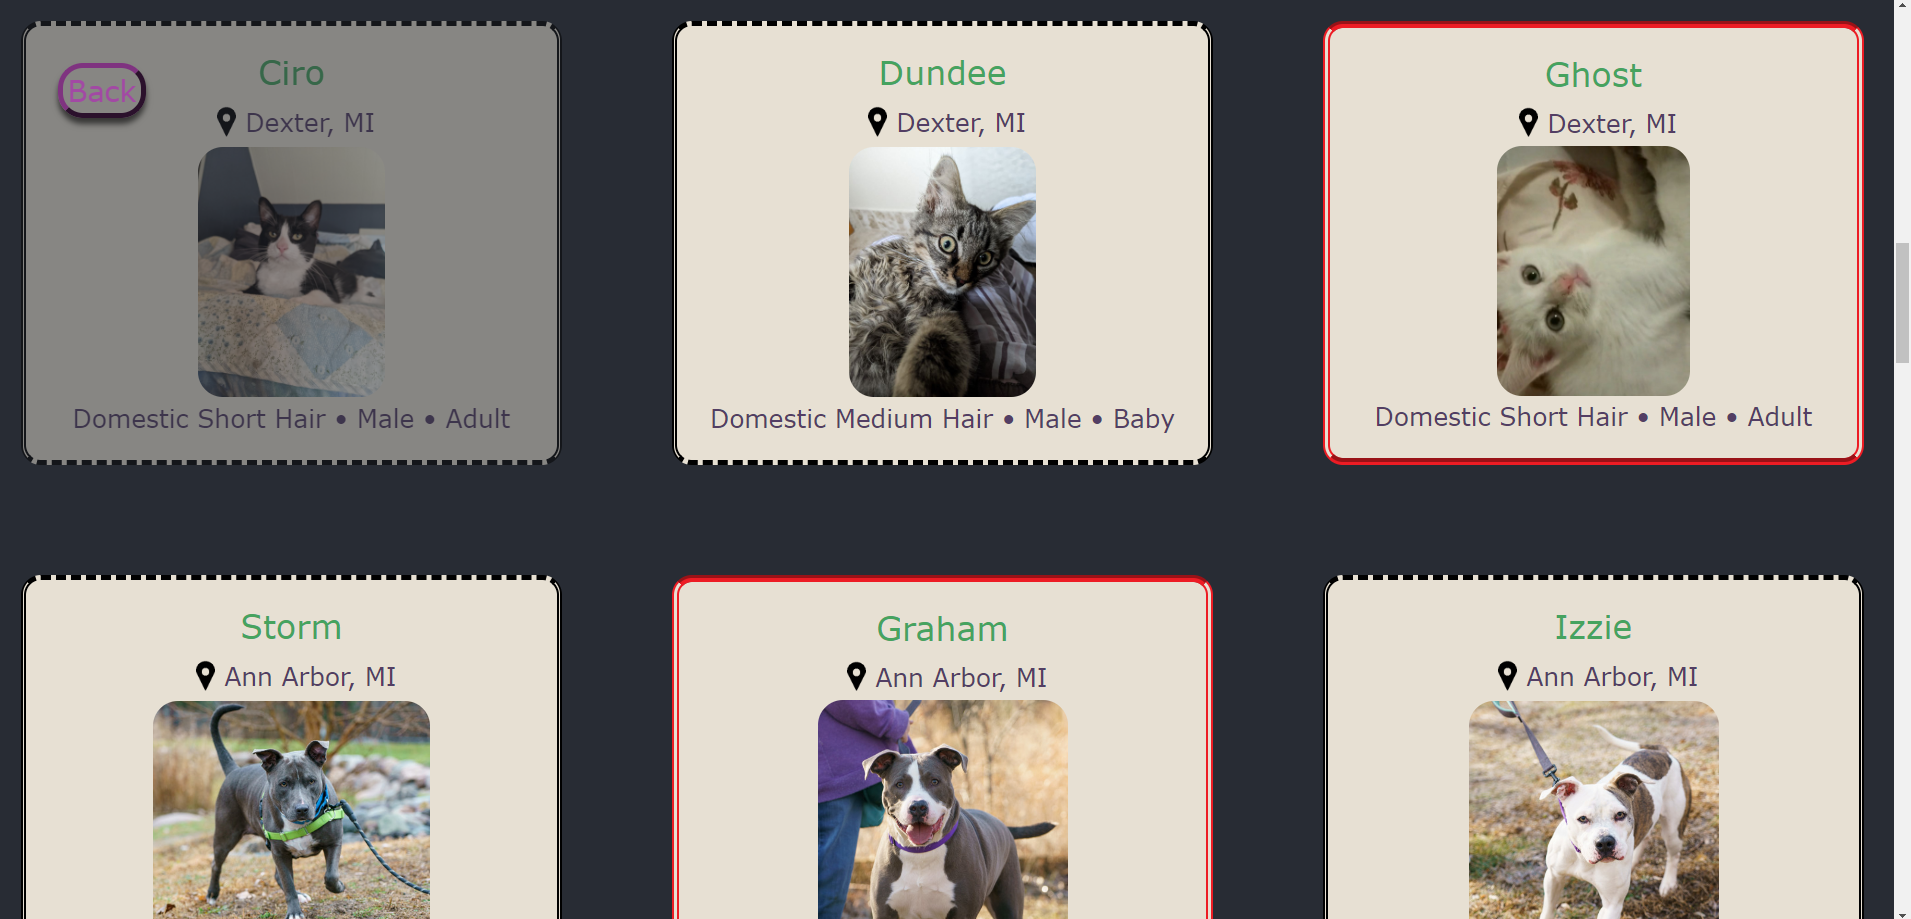 Back
Ciro
Dexter, MI
Domestic Short Hair • Male • Adult
Dundee
Dexter, MI
Domestic Medium Hair • Male • Baby
Ghost
Dexter, MI
Domestic Short Hair • Male • Adult
Storm
Ann Arbor, MI
Graham
Ann Arbor, MI
Izzie
Ann Arbor, MI